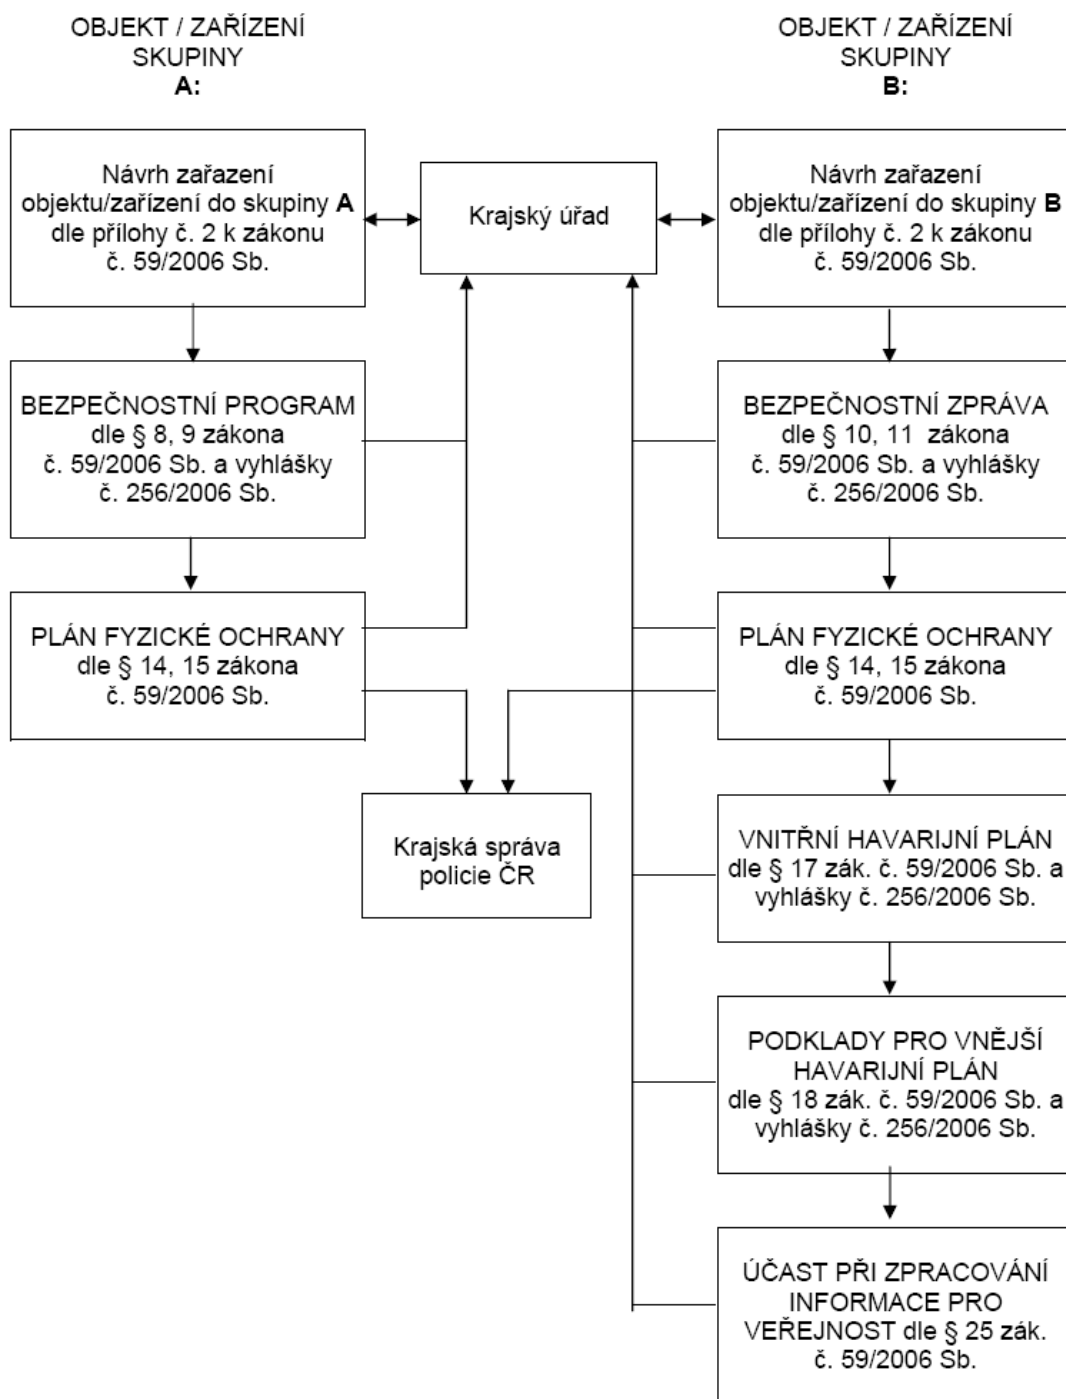 OBJEKT / ZAŘÍZENÍ
SKUPINY
A:
Návrh zařazení
objektu/zařízení do skupiny A
dle přílohy č. 2 k zákonu
č. 59/2006 Sb.
BEZPEČNOSTNÍ PROGRAM
dle § 8, 9 zákona
č. 59/2006 Sb. a vyhlášky
č. 256/2006 Sb.
PLÁN FYZICKÉ OCHRANY
dle § 14, 15 zákona
č. 59/2006 Sb.
Krajský úřad
Krajská správa
policie ČR
OBJEKT / ZAŘÍZENÍ
SKUPINY
B:
Návrh zařazení
objektu/zařízení do skupiny B
dle přílohy č. 2 k zákonu
č. 59/2006 Sb.
BEZPEČNOSTNÍ ZPRÁVA
dle § 10, 11 zákona
č. 59/2006 Sb. a vyhlášky
č. 256/2006 Sb.
PLÁN FYZICKÉ OCHRANY
dle § 14, 15 zákona
č. 59/2006 Sb.
VNITŘNÍ HAVARIJNÍ PLÁN
dle § 17 zák. č. 59/2006 Sb. a
vyhlášky č. 256/2006 Sb.
PODKLADY PRO VNĚJŠÍ
HAVARIJNÍ PLÁN
dle § 18 zák. č. 59/2006 Sb. a
vyhlášky č. 256/2006 Sb.
ÚČAST PŘI ZPRACOVÁNÍ
INFORMACE PRO
VEŘEJNOST dle § 25 zák.
č. 59/2006 Sb.